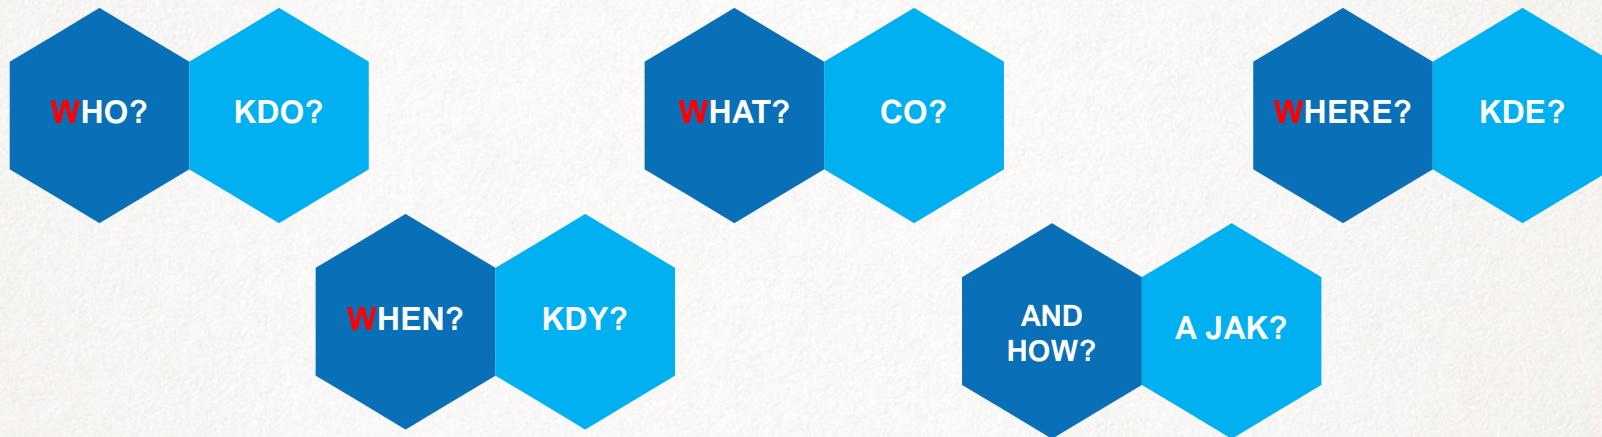 WHO?
KDO?
WHAT?
CO?
WHERE?
KDE?
WHEN?
KDY?
AND
HOW?
A JAK?